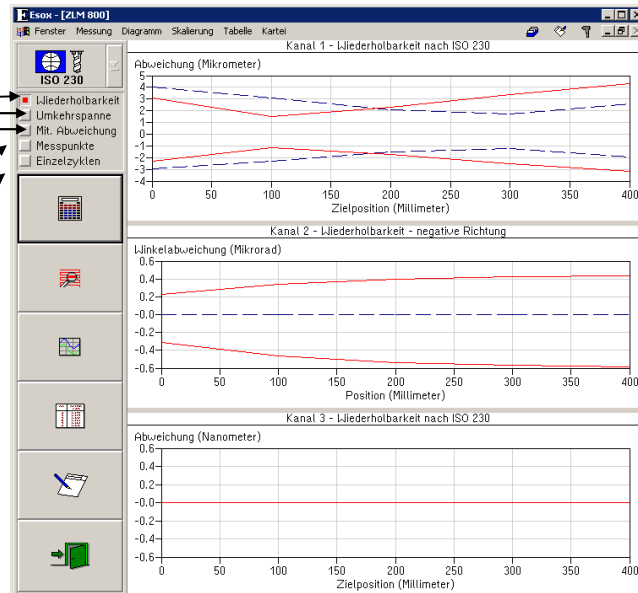 Esox - [ZLM 800]
Fenster Messung Diagramm Skalierung Tabelle Kartei
ISO 230
Wiederholbarkeit
Umkehrspanne
Mit. Abweichung
Messpunkte
Einzelzyklen
Kanal 1 - Wiederholbarkeit nach ISO 230
Abweichung (Mikrometer)
5
4
3
2
1
0
-1
-2
-3
-4
0 50 100 150 200 250 300 350 400
Zielposition (Millimeter)
Kanal 2 - Wiederholbarkeit - negative Richtung
Winkelabweichung (Mikrorad)
0.6
0.4
0.2
-0.0
-0.2
-0.4
-0.6
0 50 100 150 200 250 300 350 400
Position (Millimeter)
Kanal 3 - Wiederholbarkeit nach ISO 230
Abweichung (Nanometer)
0.6
0.4
0.2
-0.0
-0.2
-0.4
-0.6
0 50 100 150 200 250 300 350 400
Zielposition (Millimeter)